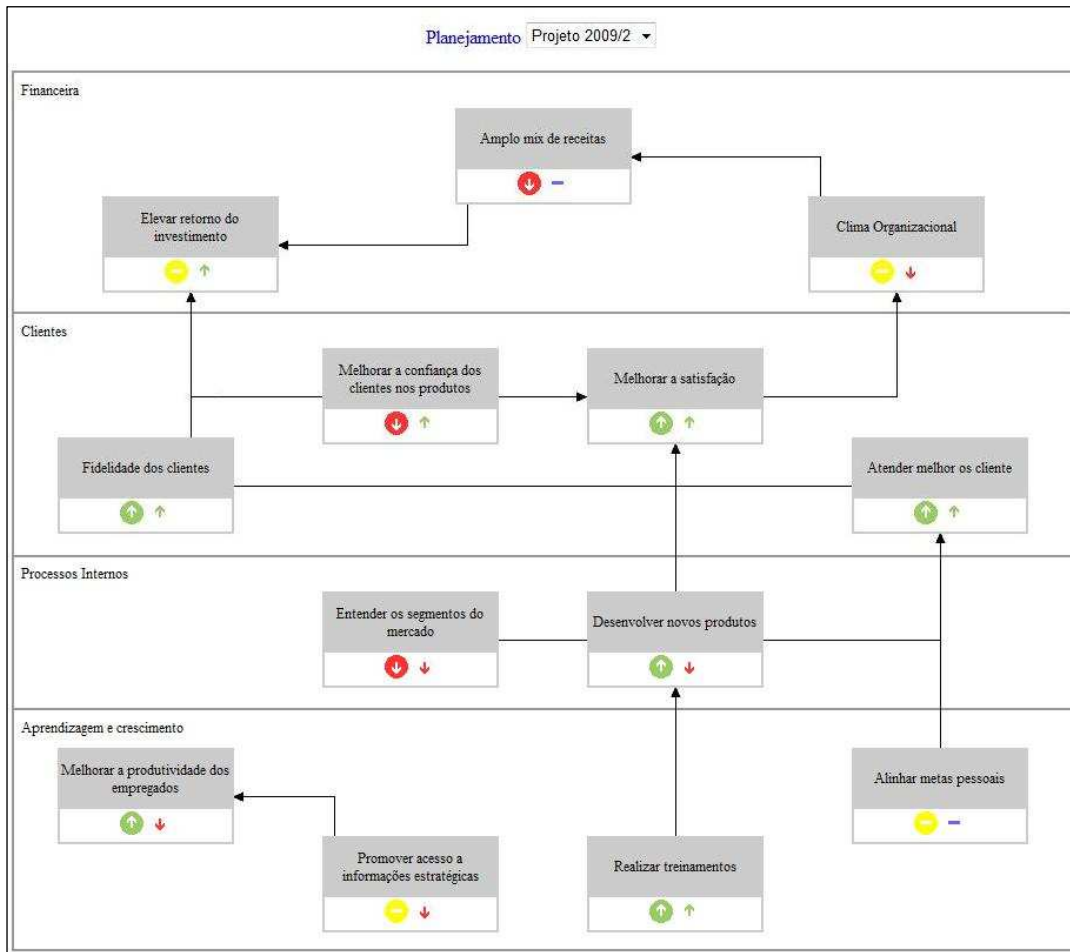 Planejamento Projeto 2009/2
Financeira
Amplo mix de receitas
Elevar retorno do
investimento
Clima Organizacional
Clientes
Melhorar a confiança dos
clientes nos produtos
Melhorar a satisfação
Fidelidade dos clientes
Atender melhor os cliente
Processos Internos
Entender os segmentos do
mercado
Desenvolver novos produtos
Aprendizagem e crescimento
Melhorar a produtividade dos
empregados
Alinhar metas pessoais
Promover acesso a
informações estratégicas
Realizar treinamentos